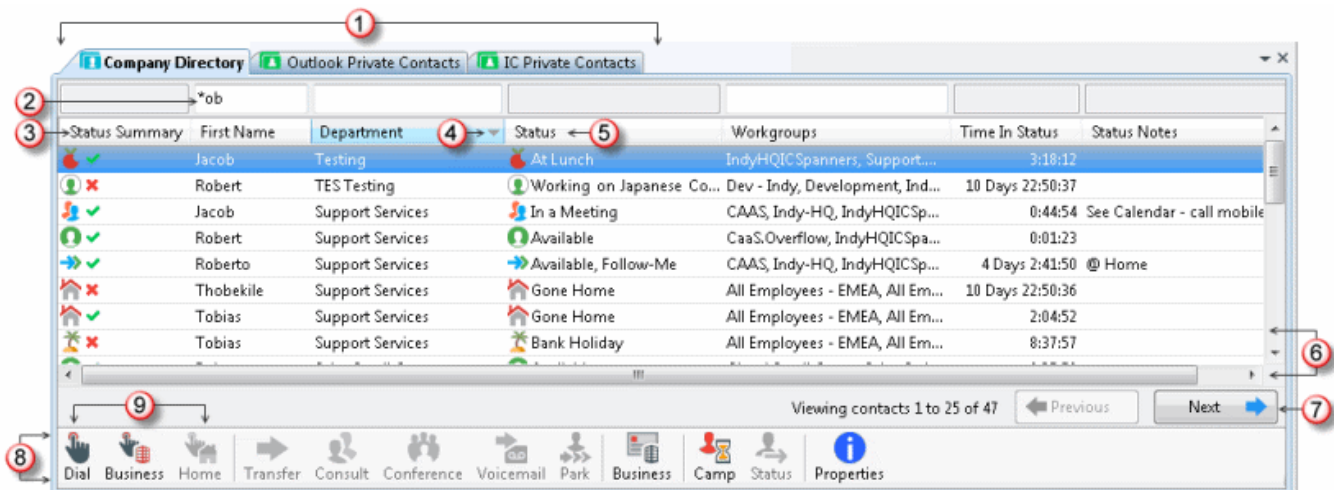 1
Company Directory Outlook Private Contacts IC Private Contacts
2 *ob
3 Status Summary First Name Department 4 Status 5 Workgroups Time In Status Status Notes
Jacob Testing At Lunch IndyHQICSpanners, Support.... 3:18:12
Robert TES Testing Working on Japanese Co... Dev - Indy, Development, Ind... 10 Days 22:50:37
Jacob Support Services In a Meeting CAAS, Indy-HQ, IndyHQICSp... 0:44:54 See Calendar - call mobile
Robert Support Services Available CaaS.Overflow, IndyHQICSpa... 0:01:23
Roberto Support Services Available, Follow-Me CAAS, Indy-HQ, IndyHQICSp... 4 Days 2:41:50 @ Home
Thobekile Support Services Gone Home All Employees - EMEA, All Em... 10 Days 22:50:36
Tobias Support Services Gone Home All Employees - EMEA, All Em... 2:04:52
Tobias Support Services Bank Holiday All Employees - EMEA, All Em... 8:37:57
6
9 Viewing contacts 1 to 25 of 47 Previous Next 7
8
Dial Business Home Transfer Consult Conference Voicemail Park Business Camp Status Properties